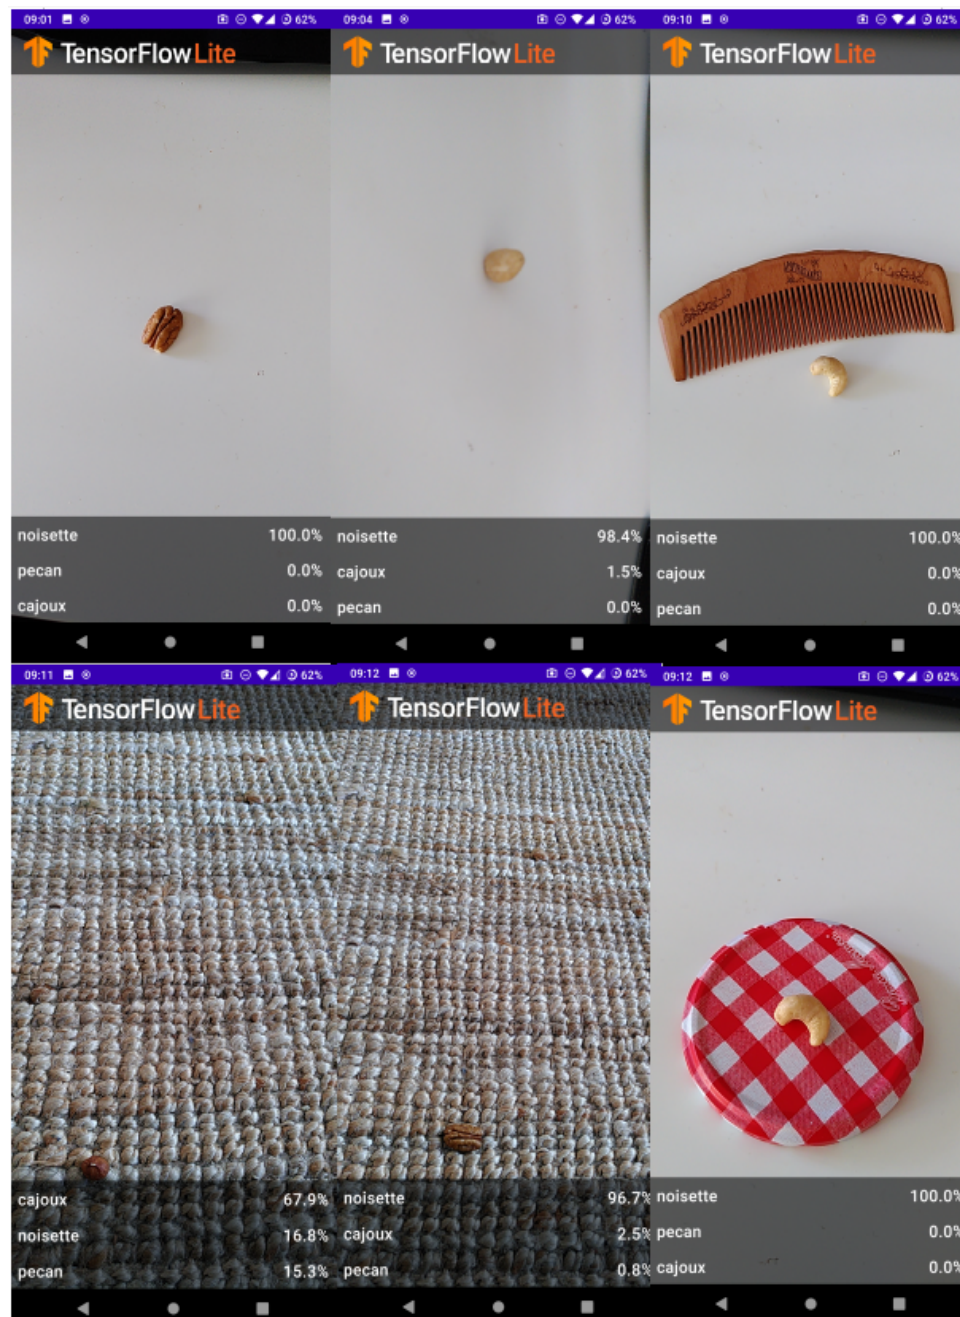 09:01 62%
TensorFlow Lite
noisette 100.0%
pecan 0.0%
cajoux 0.0%
09:04 62%
TensorFlow Lite
noisette 98.4%
cajoux 1.5%
pecan 0.0%
09:10 62%
TensorFlow Lite
noisette 100.0%
cajoux 0.0%
pecan 0.0%
09:11 62%
TensorFlow Lite
cajoux 67.9%
noisette 16.8%
pecan 15.3%
09:12 62%
TensorFlow Lite
noisette 96.7%
cajoux 2.5%
pecan 0.8%
09:12 62%
TensorFlow Lite
noisette 100.0%
pecan 0.0%
cajoux 0.0%